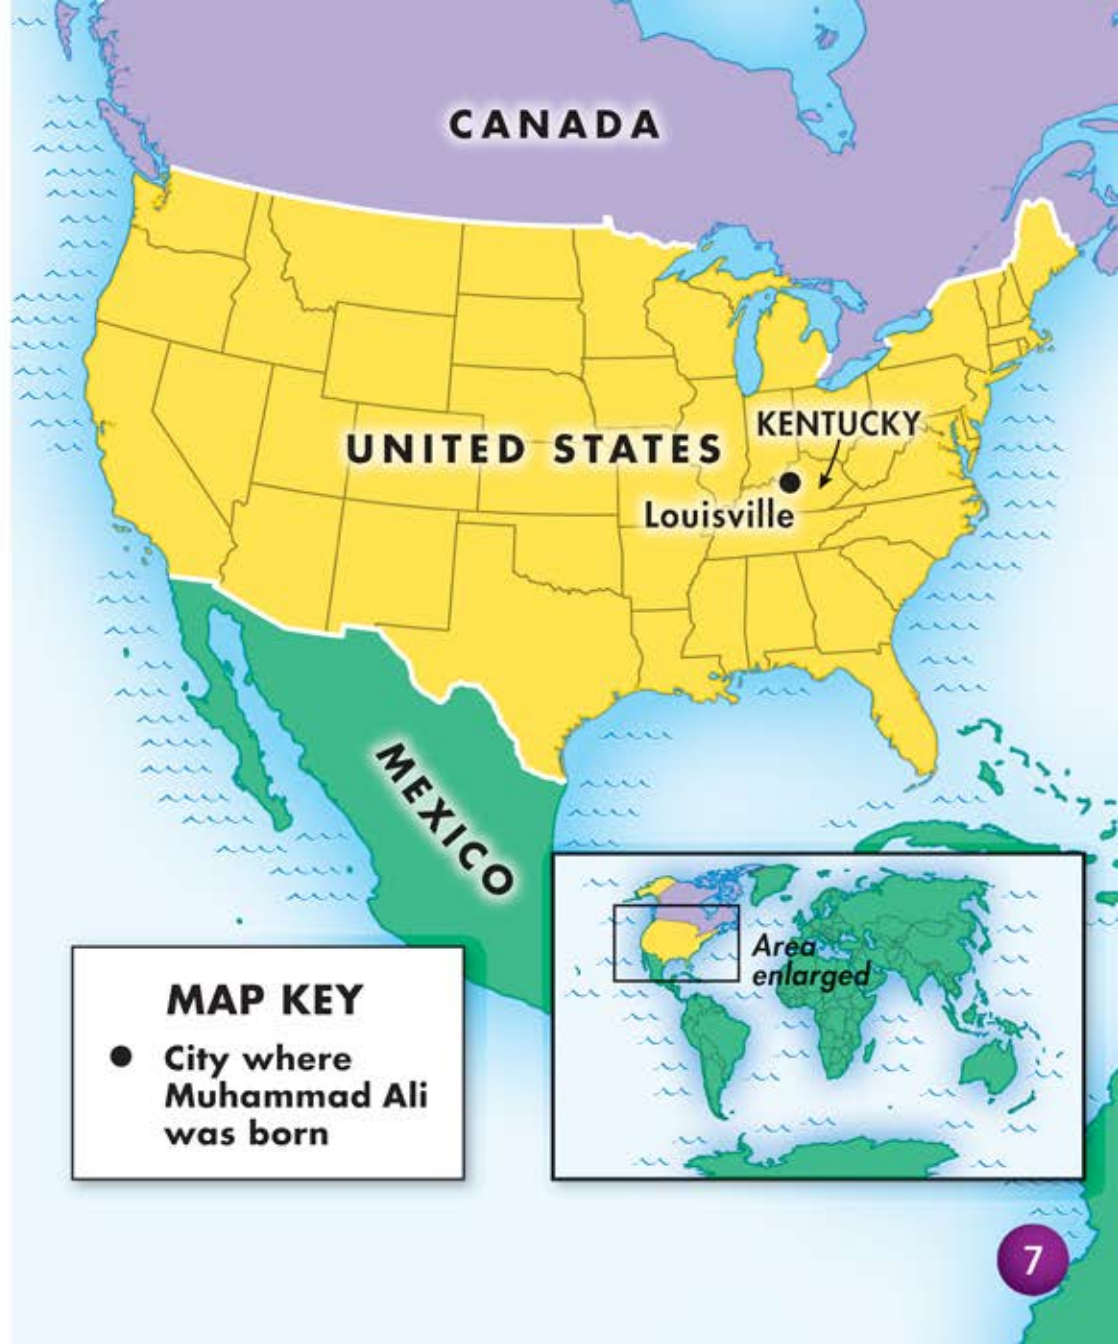 CANADA
UNITED STATES
KENTUCKY
Louisville
MEXICO
MAP KEY
City where
Muhammad Ali
was born
Area
enlarged
7